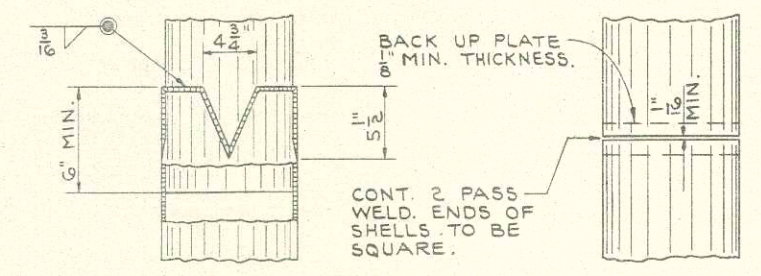 3/16
4 3/4"
6" MIN.
5 1/2"
BACK UP PLATE
1/8" MIN. THICKNESS.
1/16" MIN.
CONT. 2 PASS
WELD. ENDS OF
SHELLS TO BE
SQUARE.